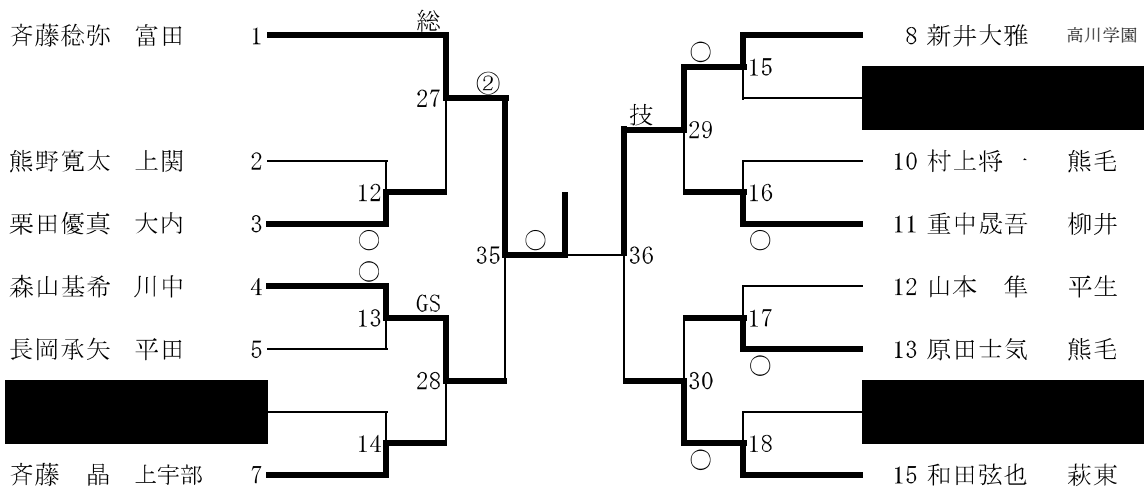 総
斉藤稔弥　富田　1
8 新井大雅　高川学園
○
15
②
27
技
29
熊野寛太　上関　2
10 村上将　熊毛
12
16
栗田優真　大内　3
11 重中晟吾　柳井
○
○
○
35
36
○
森山基希　川中　4
12 山本　隼　平生
GS
13
17
長岡承矢　平田　5
13 原田士気　熊毛
○
28
30
14
18
○
斉藤　晶　上宇部　7
15 和田弦也　萩東